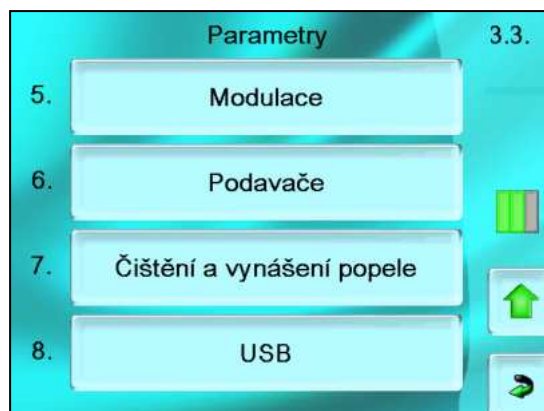 Parametry 3.3.
5. Modulace
6. Podavače
7. Čištění a vynášení popele
8. USB